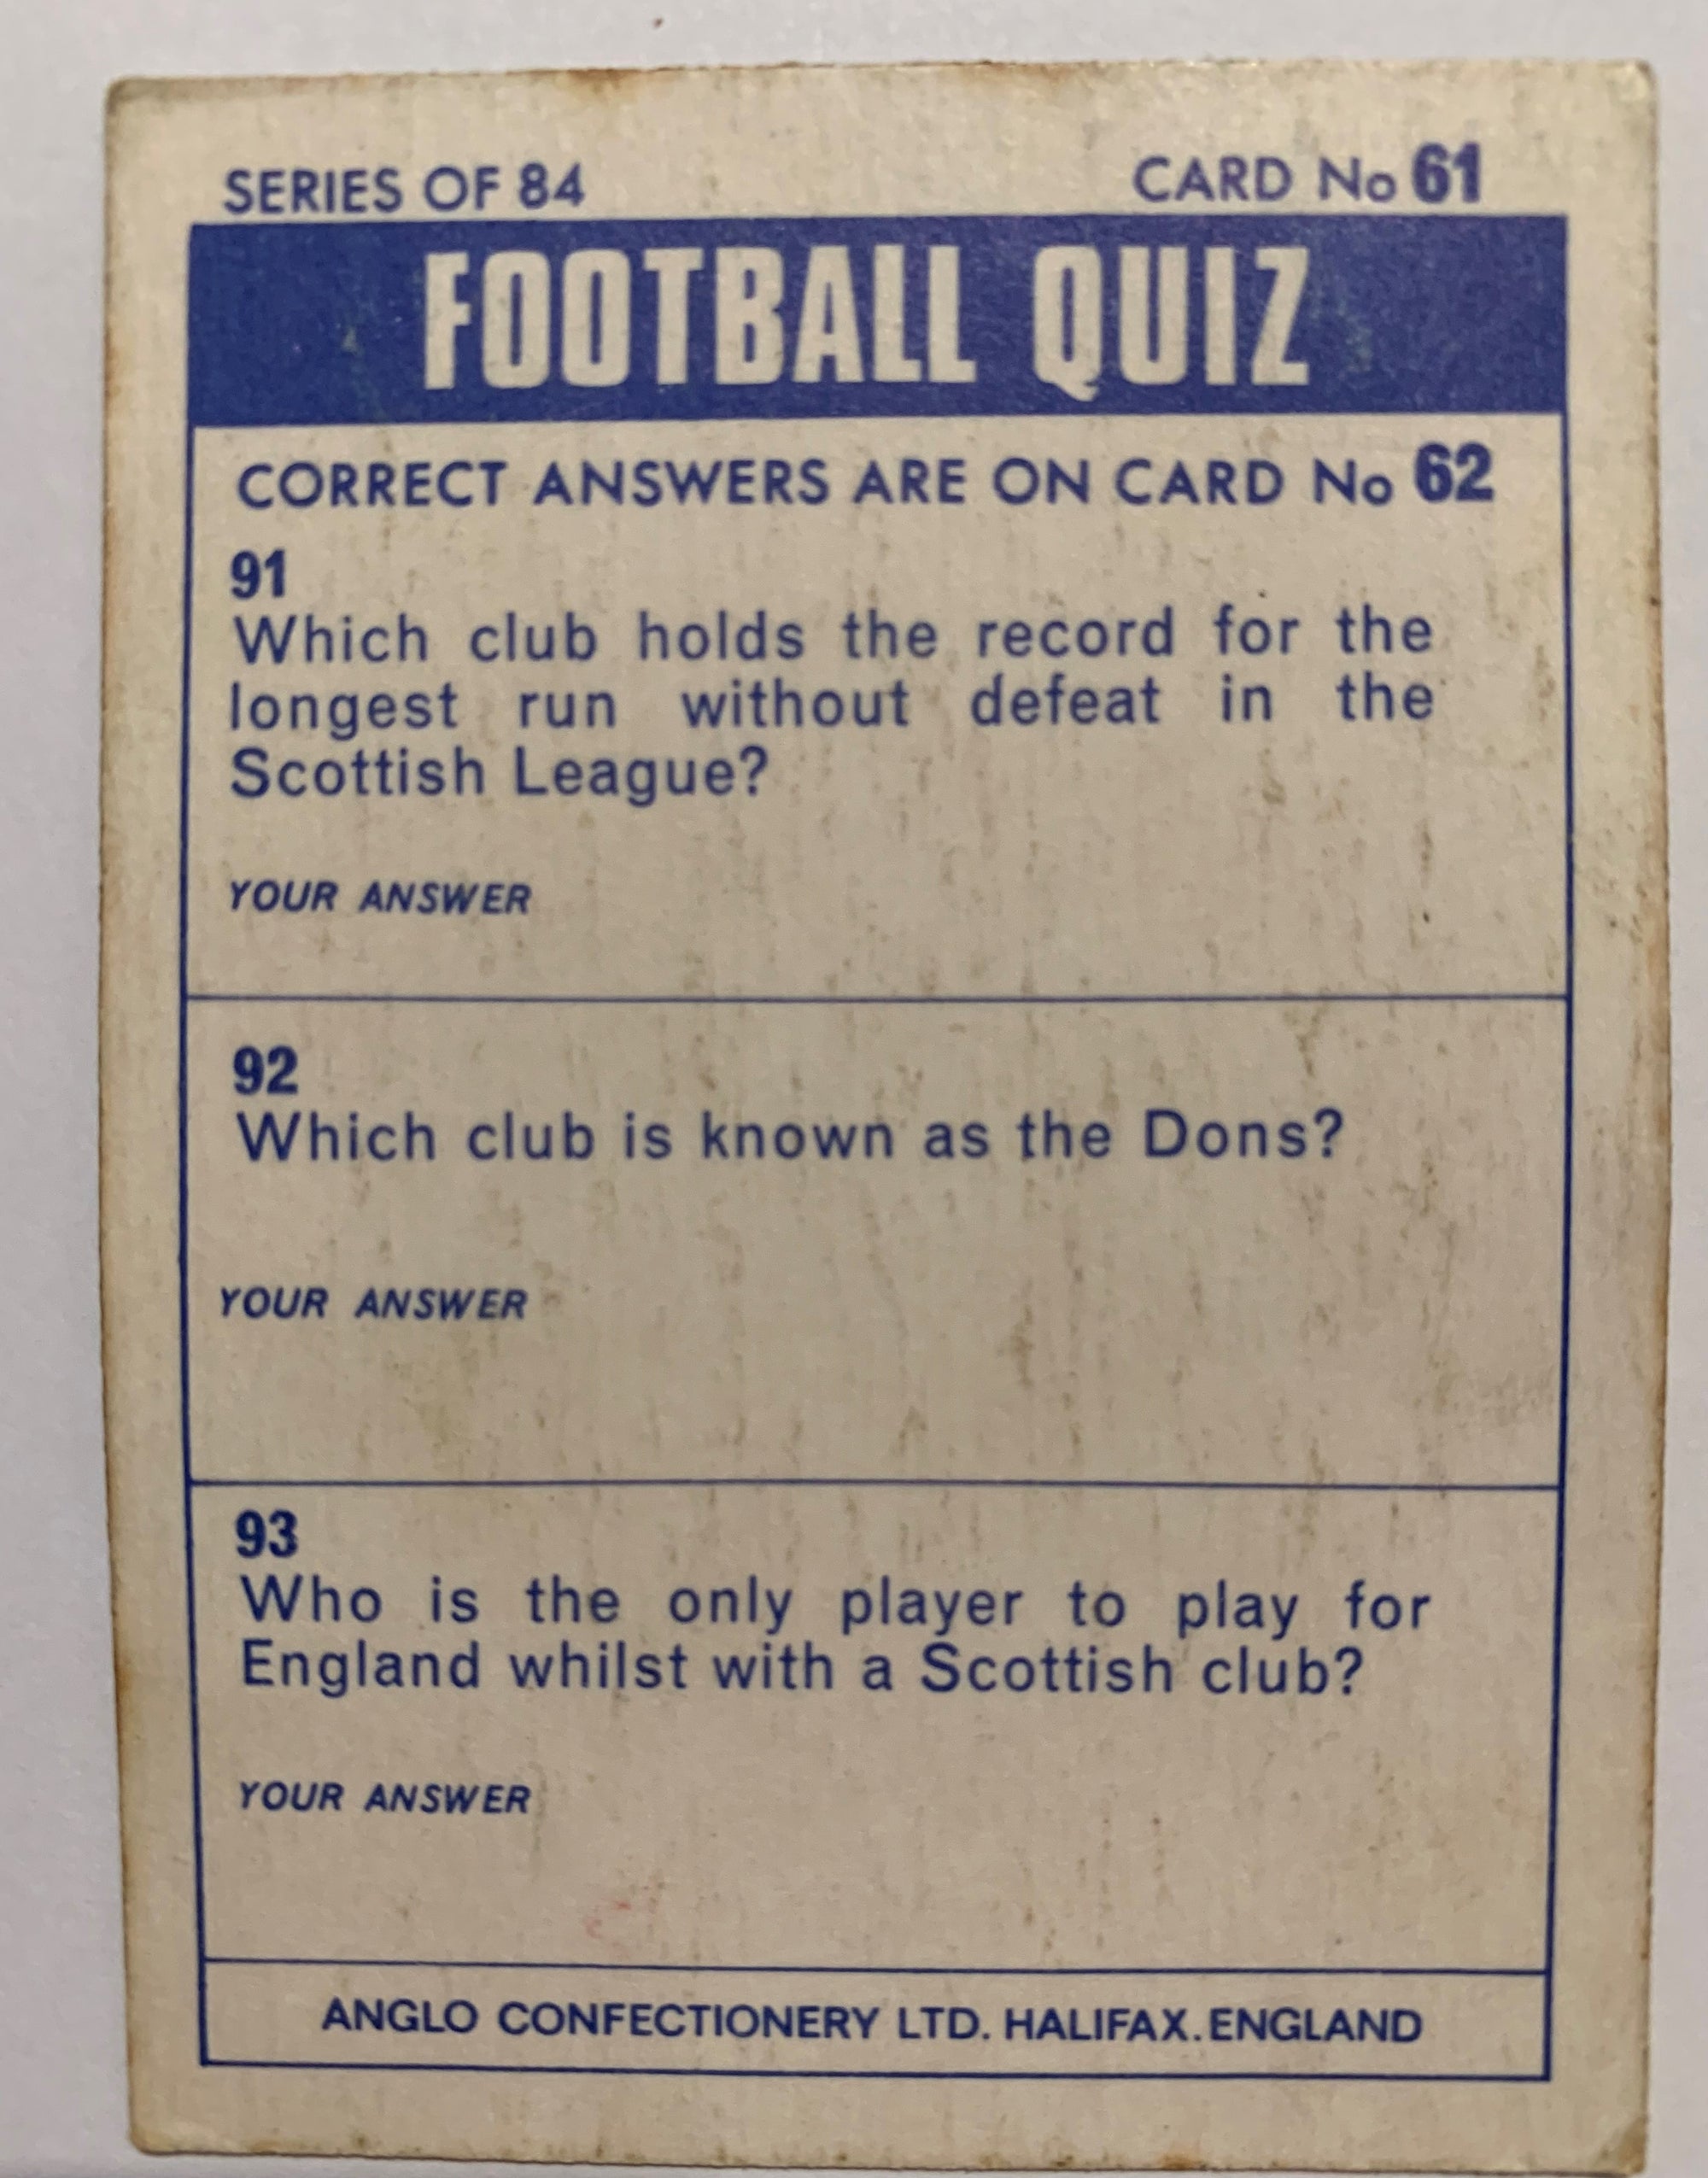 SERIES OF 84 CARD No 61
FOOTBALL QUIZ
CORRECT ANSWERS ARE ON CARD No 62
91
Which club holds the record for the
longest run without defeat in the
Scottish League?
YOUR ANSWER
92
Which club is known as the Dons?
YOUR ANSWER
93
Who is the only player to play for
England whilst with a Scottish club?
YOUR ANSWER
ANGLO CONFECTIONERY LTD. HALIFAX. ENGLAND